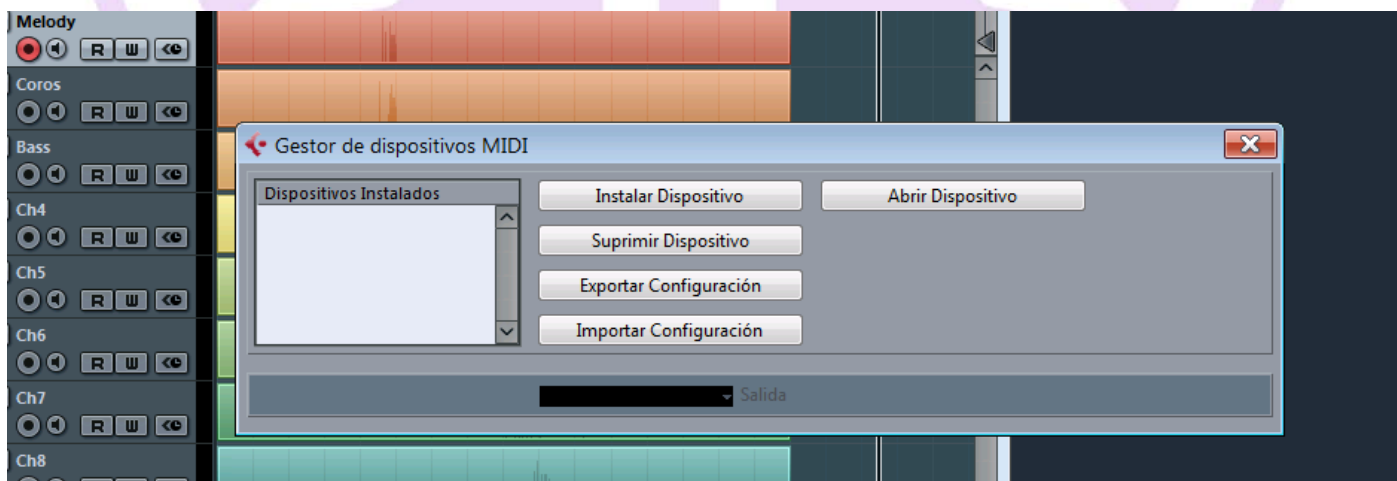 Melody
R W
Coros
R W
Bass
R W
Ch4
R W
Ch5
R W
Ch6
R W
Ch7
R W
Ch8
Gestor de dispositivos MIDI
Dispositivos Instalados
Instalar Dispositivo
Abrir Dispositivo
Suprimir Dispositivo
Exportar Configuración
Importar Configuración
Salida